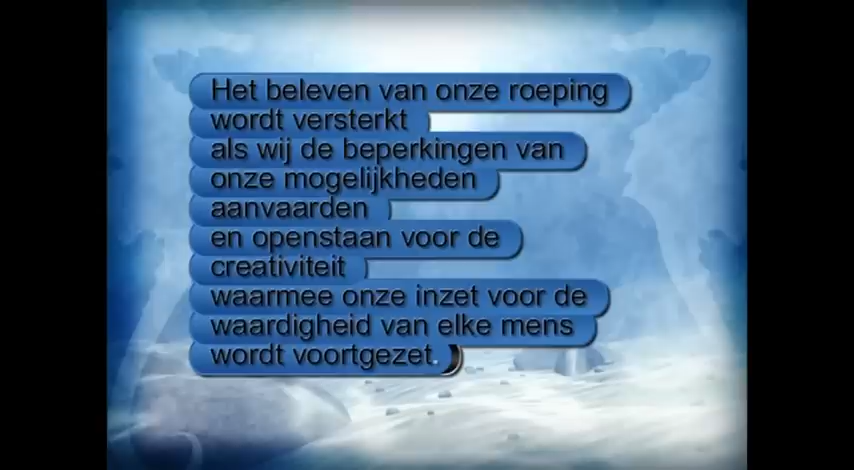 Het beleven van onze roeping
wordt versterkt
als wij de beperkingen van
onze mogelijkheden
aanvaarden
en openstaan voor de
creativiteit
waarmee onze inzet voor de
waardigheid van elke mens
wordt voortgezet.